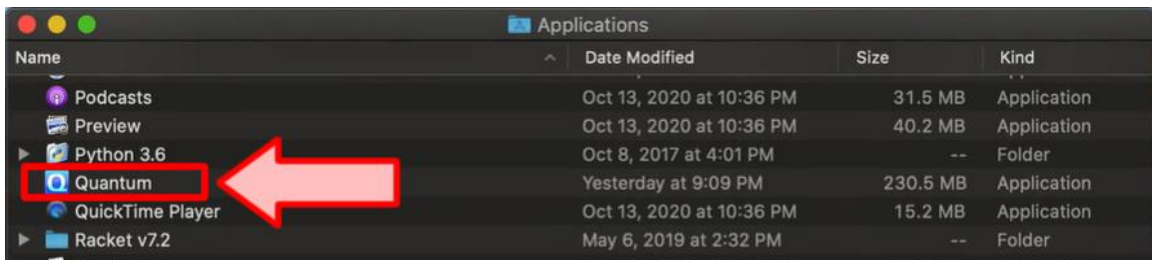 Applications
Name Date Modified Size Kind
Podcasts Oct 13, 2020 at 10:36 PM 31.5 MB Application
Preview Oct 13, 2020 at 10:36 PM 40.2 MB Application
Python 3.6 Oct 8, 2017 at 4:01 PM -- Folder
Quantum Yesterday at 9:09 PM 230.5 MB Application
QuickTime Player Oct 13, 2020 at 10:36 PM 15.2 MB Application
Racket v7.2 May 6, 2019 at 2:32 PM -- Folder